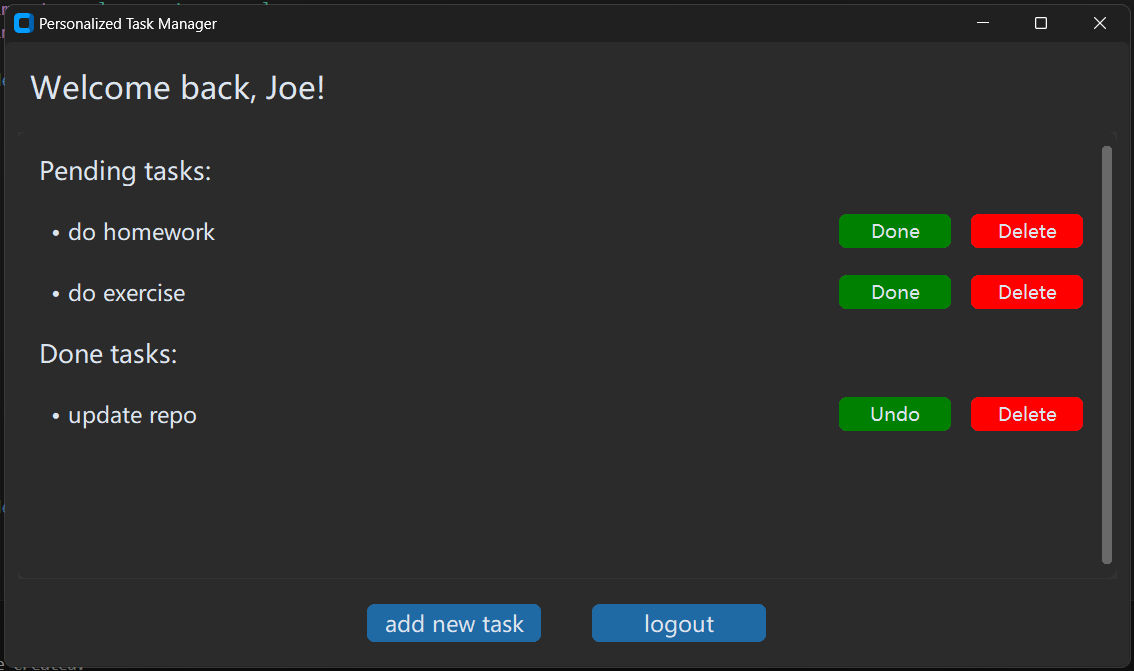 Personalized Task Manager
Welcome back, Joe!
Pending tasks:
• do homework Done Delete
• do exercise Done Delete
Done tasks:
• update repo Undo Delete
add new task logout